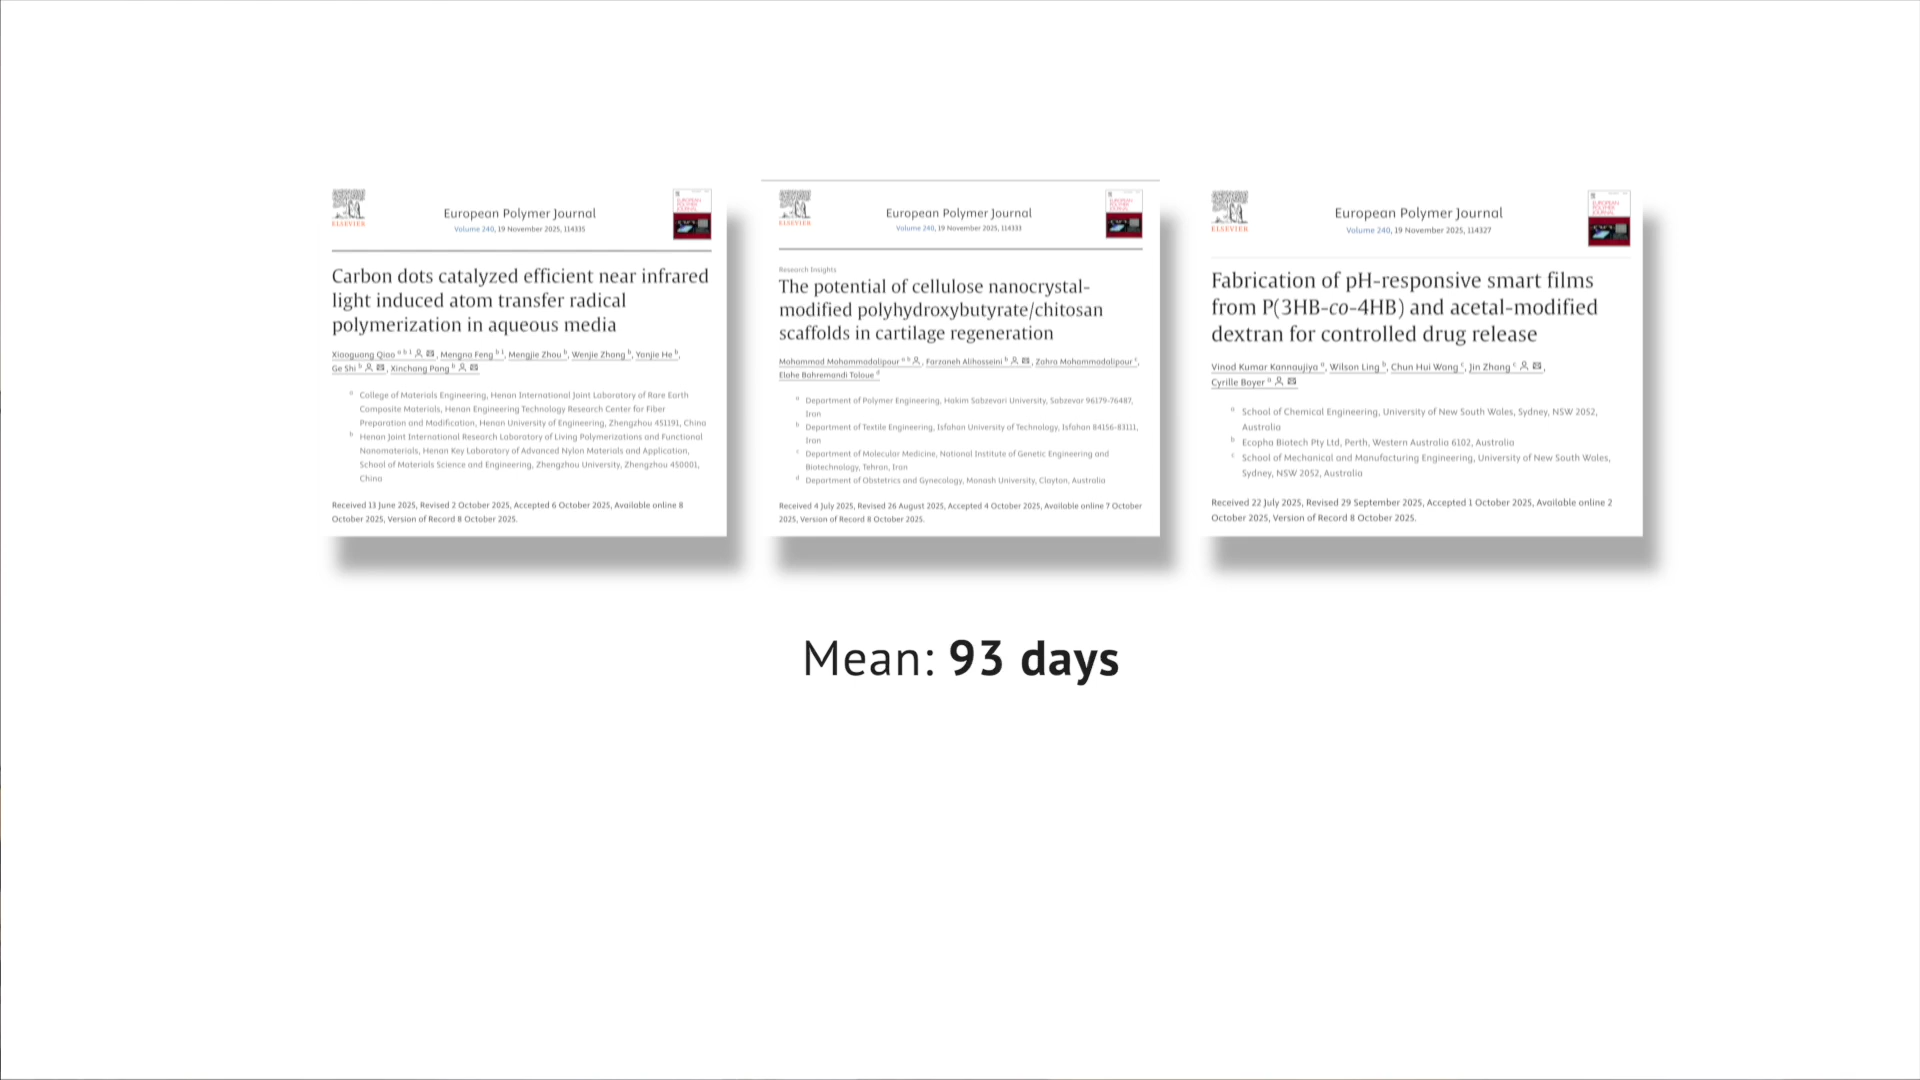 ELSEVIER
European Polymer Journal
Volume 240, 19 November 2025, 114335
Carbon dots catalyzed efficient near infrared
light induced atom transfer radical
polymerization in aqueous media
Xiaoguang Qiao a b 1, Mengna Feng b 1, Mengjie Zhou b, Wenjie Zhang b, Yanjie He b,
Ge Shi b, Xinchang Pang b
a College of Materials Engineering, Henan International Joint Laboratory of Rare Earth
Composite Materials, Henan Engineering Technology Research Center for Fiber
Preparation and Modification, Henan University of Engineering, Zhengzhou 451191, China
b Henan Joint International Research Laboratory of Living Polymerizations and Functional
Nanomaterials, Henan Key Laboratory of Advanced Nylon Materials and Application,
School of Materials Science and Engineering, Zhengzhou University, Zhengzhou 450001,
China
Received 13 June 2025, Revised 2 October 2025, Accepted 6 October 2025, Available online 8
October 2025, Version of Record 8 October 2025.
ELSEVIER
European Polymer Journal
Volume 240, 19 November 2025, 114333
Research Insights
The potential of cellulose nanocrystal-
modified polyhydroxybutyrate/chitosan
scaffolds in cartilage regeneration
Mohammad Mohammadalipour a b, Farzaneh Alihosseini b, Zahra Mohammadalipour c,
Elahe Bahremandi Toloue d
a Department of Polymer Engineering, Hakim Sabzevari University, Sabzevar 96179-76487,
Iran
b Department of Textile Engineering, Isfahan University of Technology, Isfahan 84156-83111,
Iran
c Department of Molecular Medicine, National Institute of Genetic Engineering and
Biotechnology, Tehran, Iran
d Department of Obstetrics and Gynecology, Monash University, Clayton, Australia
Received 4 July 2025, Revised 26 August 2025, Accepted 4 October 2025, Available online 7 October
2025, Version of Record 8 October 2025.
ELSEVIER
European Polymer Journal
Volume 240, 19 November 2025, 114327
Fabrication of pH-responsive smart films
from P(3HB-co-4HB) and acetal-modified
dextran for controlled drug release
Vinod Kumar Kannaujiya a, Wilson Ling b, Chun Hui Wang c, Jin Zhang c,
Cyrille Boyer a
a School of Chemical Engineering, University of New South Wales, Sydney, NSW 2052,
Australia
b Ecopha Biotech Pty Ltd, Perth, Western Australia 6102, Australia
c School of Mechanical and Manufacturing Engineering, University of New South Wales,
Sydney, NSW 2052, Australia
Received 22 July 2025, Revised 29 September 2025, Accepted 1 October 2025, Available online 2
October 2025, Version of Record 8 October 2025.
Mean: 93 days